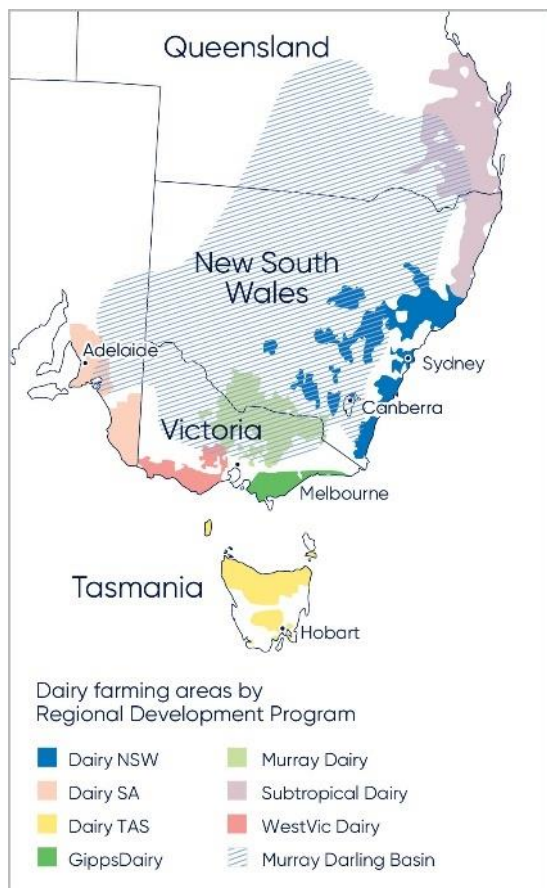 Queensland
New South
Wales
Adelaide
Sydney
Canberra
Victoria
Melbourne
Tasmania
Hobart
Dairy farming areas by
Regional Development Program
Dairy NSW
Murray Dairy
Dairy SA
Subtropical Dairy
Dairy TAS
WestVic Dairy
GippsDairy
Murray Darling Basin